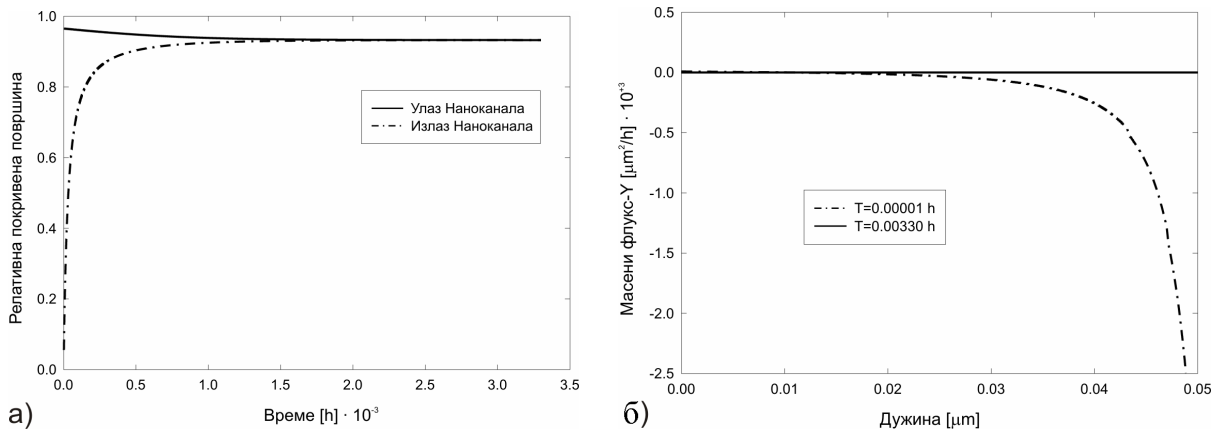 1.0
0.8
0.6
0.4
0.2
0.0
Релативна покривена површина
Улаз Наноканала
Излаз Наноканала
0.0 0.5 1.0 1.5 2.0 2.5 3.0 3.5
Време [h] · 10⁻³
а)
0.5
0.0
-0.5
-1.0
-1.5
-2.0
-2.5
Масени флукс-Y [μm²/h] · 10⁺³
T=0.00001 h
T=0.00330 h
0.00 0.01 0.02 0.03 0.04 0.05
Дужина [μm]
б)